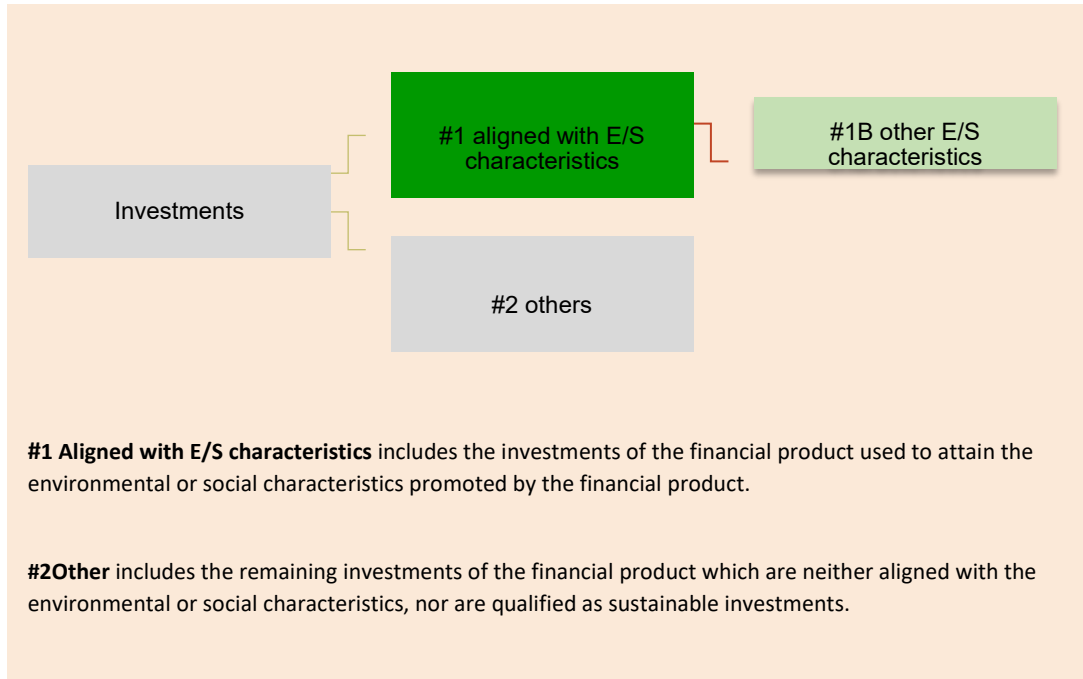 #1 aligned with E/S
characteristics
#1B other E/S
characteristics
Investments
#2 others
#1 Aligned with E/S characteristics includes the investments of the financial product used to attain the
environmental or social characteristics promoted by the financial product.
#2Other includes the remaining investments of the financial product which are neither aligned with the
environmental or social characteristics, nor are qualified as sustainable investments.